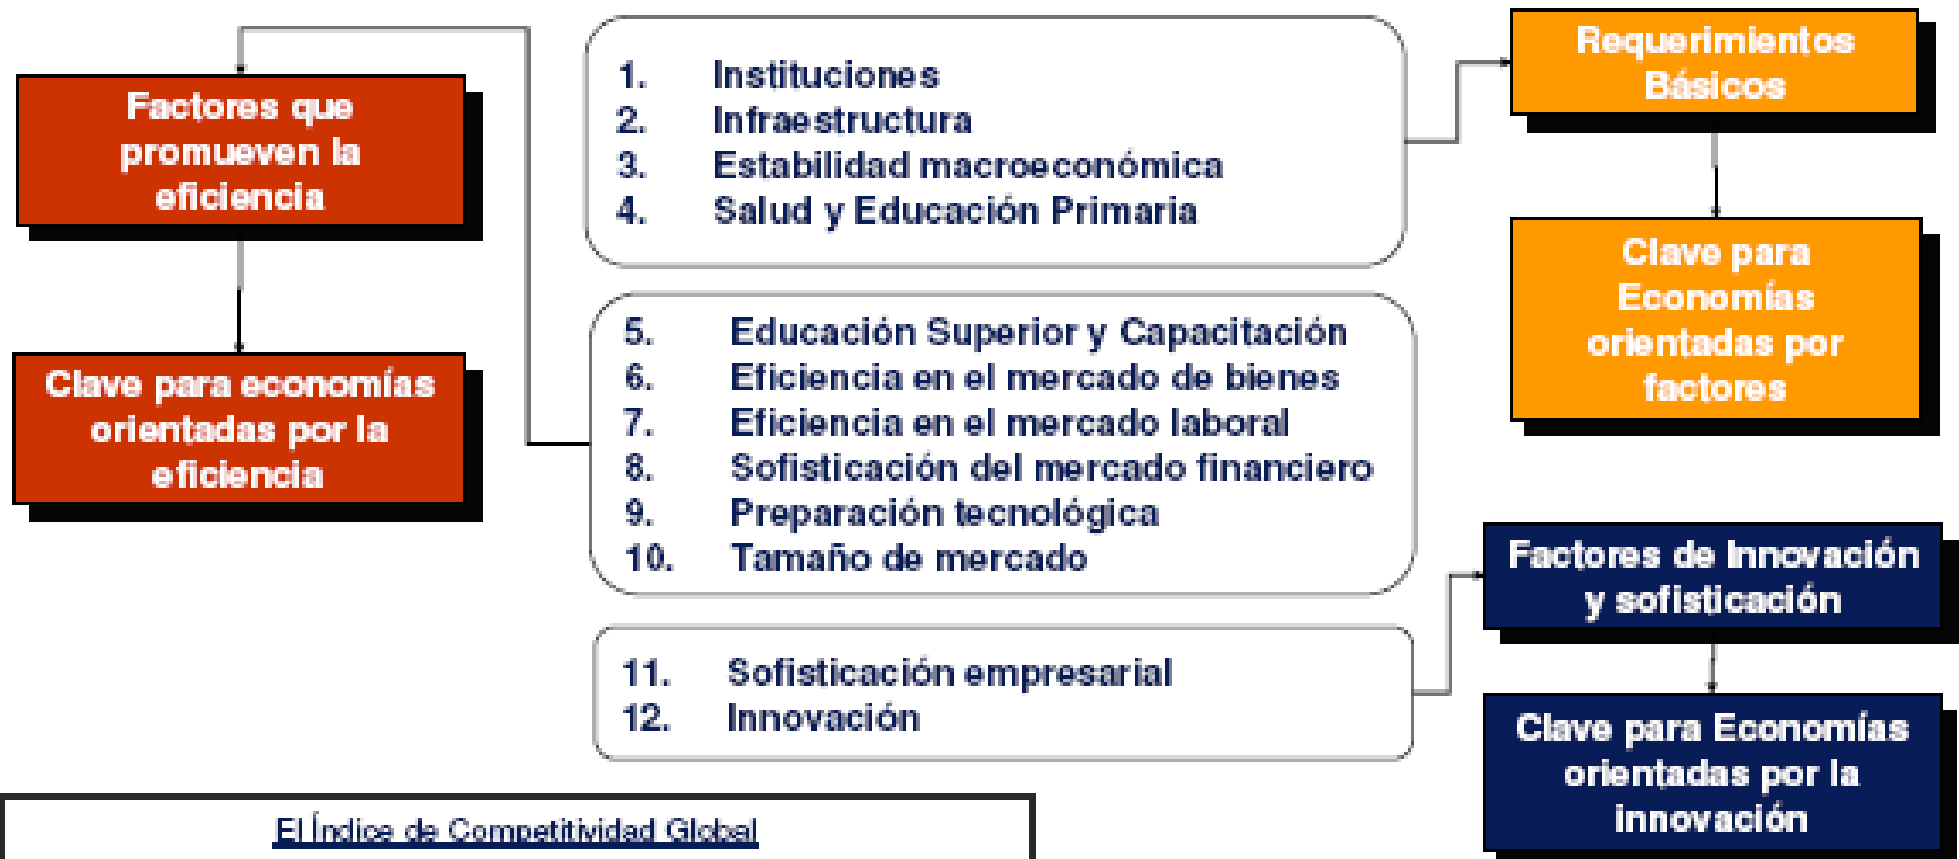 Factores que
promueven la
eficiencia
Clave para economías
orientadas por la
eficiencia
1. Instituciones
2. Infraestructura
3. Estabilidad macroeconómica
4. Salud y Educación Primaria
5. Educación Superior y Capacitación
6. Eficiencia en el mercado de bienes
7. Eficiencia en el mercado laboral
8. Sofisticación del mercado financiero
9. Preparación tecnológica
10. Tamaño de mercado
11. Sofisticación empresarial
12. Innovación
Requerimientos
Básicos
Clave para
Economías
orientadas por
factores
Factores de Innovación
y sofisticación
Clave para Economías
orientadas por la
innovación
El Índice de Competitividad Global